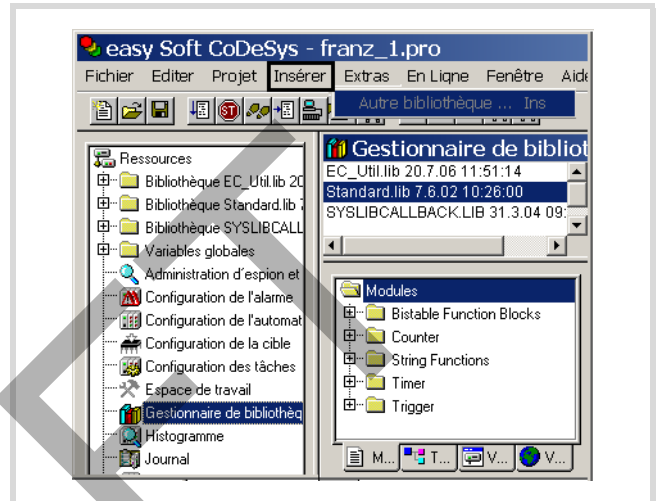 easy Soft CoDeSys - franz_1.pro
Fichier Editer Projet Insérer Extras En Ligne Fenêtre Aide
Autre bibliothèque ... Ins
Ressources
Bibliothèque EC_Util.lib 20
Bibliothèque Standard.lib 7
Bibliothèque SYSLIBCALL
Variables globales
Administration d'espion et
Configuration de l'alarme
Configuration de l'automat
Configuration de la cible
Configuration des tâches
Espace de travail
Gestionnaire de bibliothèq
Histogramme
Journal
Gestionnaire de bibliot
EC_Util.lib 20.7.06 11:51:14
Standard.lib 7.6.02 10:26:00
SYSLIBCALLBACK.LIB 31.3.04 09:
Modules
Bistable Function Blocks
Counter
String Functions
Timer
Trigger
M... T... V... V...